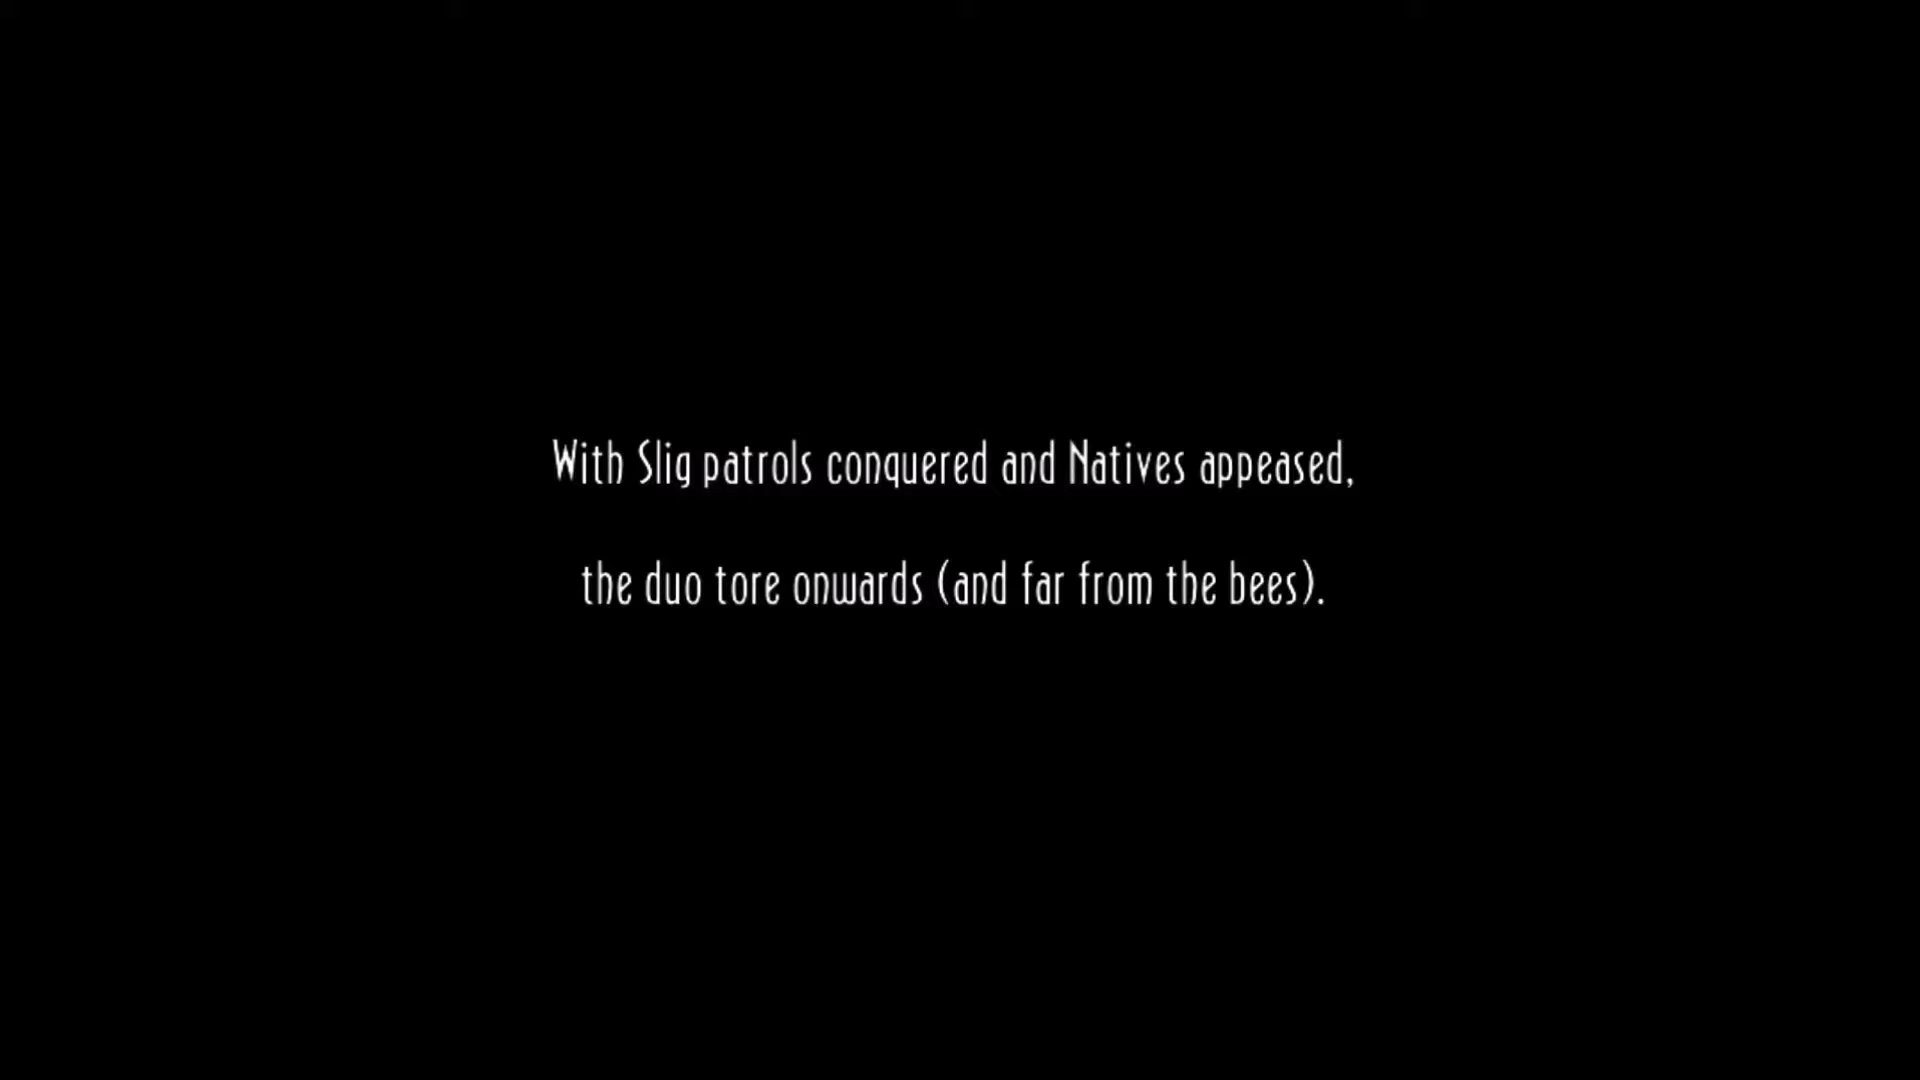 With Slig patrols conquered and Natives appeased,
the duo tore onwards (and far from the bees).